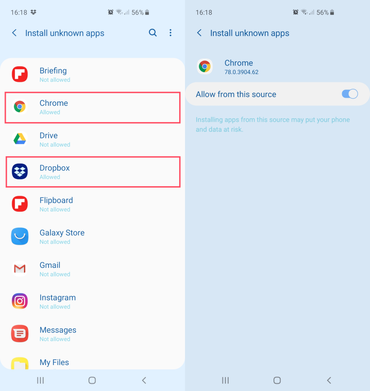 16:18
56%
Install unknown apps
Briefing
Not allowed
Chrome
Allowed
Drive
Not allowed
Dropbox
Allowed
Flipboard
Not allowed
Galaxy Store
Not allowed
Gmail
Not allowed
Instagram
Not allowed
Messages
Not allowed
My Files
16:18
56%
Install unknown apps
Chrome
78.0.3904.62
Allow from this source
Installing apps from this source may put your phone
and data at risk.